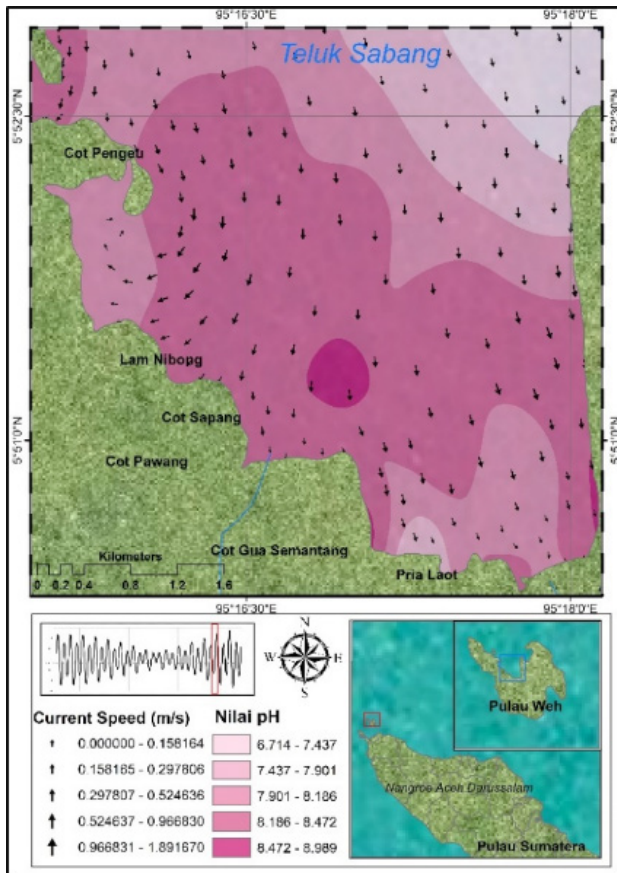 95°16'30"E 95°18'0"E
Teluk Sabang
5°52'30"N 5°52'30"N
Cot Pengeu
Lam Nibong
Cot Sapang
5°51'0"N 5°51'0"N
Cot Pawang
Kilometers
Cot Gua Semantang
0 0.2 0.4 0.8 1.2 1.6
Pria Laot
95°16'30"E 95°18'0"E
N
W E
S
Pulau Weh
Current Speed (m/s) Nilai pH
0.000000 - 0.158164 6.714 - 7.437
0.158165 - 0.297806 7.437 - 7.901
0.297807 - 0.524636 7.901 - 8.186
0.524637 - 0.966830 8.186 - 8.472
0.966831 - 1.891670 8.472 - 8.989
Nangroe Aceh Darussalam
Pulau Sumatera